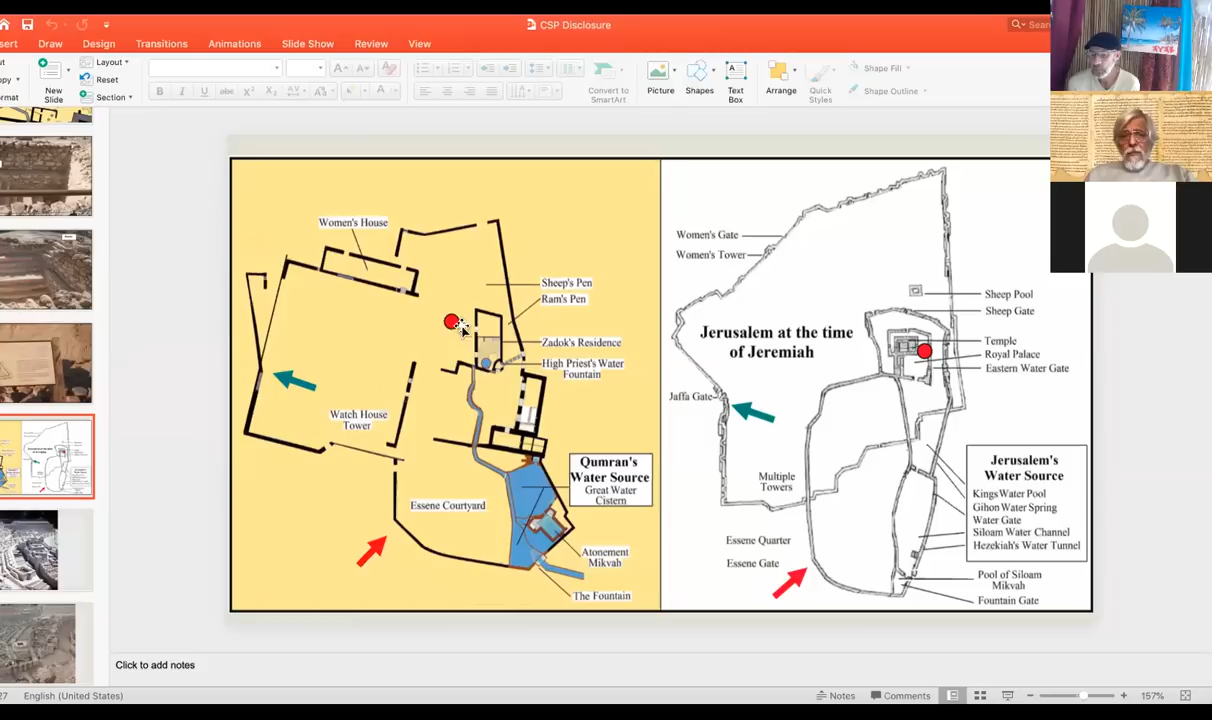 CSP Disclosure
Sear
sert
Draw
Design
Transitions
Animations
Slide Show
Review
View
Layout
Reset
Section
New
Slide
opy
ormat
B
I
U
abc
Convert to
SmartArt
Picture
Shapes
Text
Box
Arrange
Quick
Styles
Shape Fill
Shape Outline
Women's House
Sheep's Pen
Ram's Pen
Zadok's Residence
High Priest's Water
Fountain
Watch House
Tower
Qumran's
Water Source
Great Water
Cistern
Essene Courtyard
Atonement
Mikvah
The Fountain
Women's Gate
Women's Tower
Sheep Pool
Sheep Gate
Jerusalem at the time
of Jeremiah
Temple
Royal Palace
Eastern Water Gate
Jaffa Gate
Multiple
Towers
Jerusalem's
Water Source
Kings Water Pool
Gihon Water Spring
Water Gate
Siloam Water Channel
Hezekiah's Water Tunnel
Essene Quarter
Essene Gate
Pool of Siloam
Mikvah
Fountain Gate
Click to add notes
27
English (United States)
Notes
Comments
157%